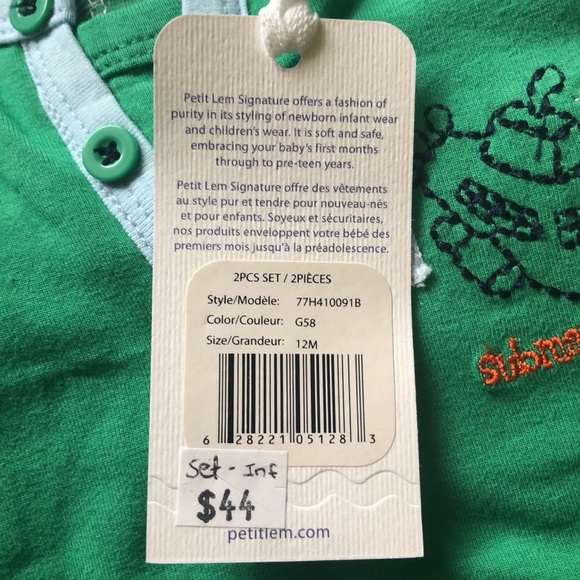 Petit Lem Signature offers a fashion of
purity in its styling of newborn infant wear
and children's wear. It is soft and safe,
embracing your baby's first months
through to pre-teen years.
Petit Lem Signature offre des vêtements
au style pur et tendre pour nouveau-nés
et pour enfants. Soyeux et sécuritaires,
nos produits enveloppent votre bébé des
premiers mois jusqu'à la préadolescence.
2PCS SET / 2PIÈCES
Style/Modèle: 77H410091B
Color/Couleur: G58
Size/Grandeur: 12M
6 28221 05128 3
Set - Inf
$44
petitlem.com